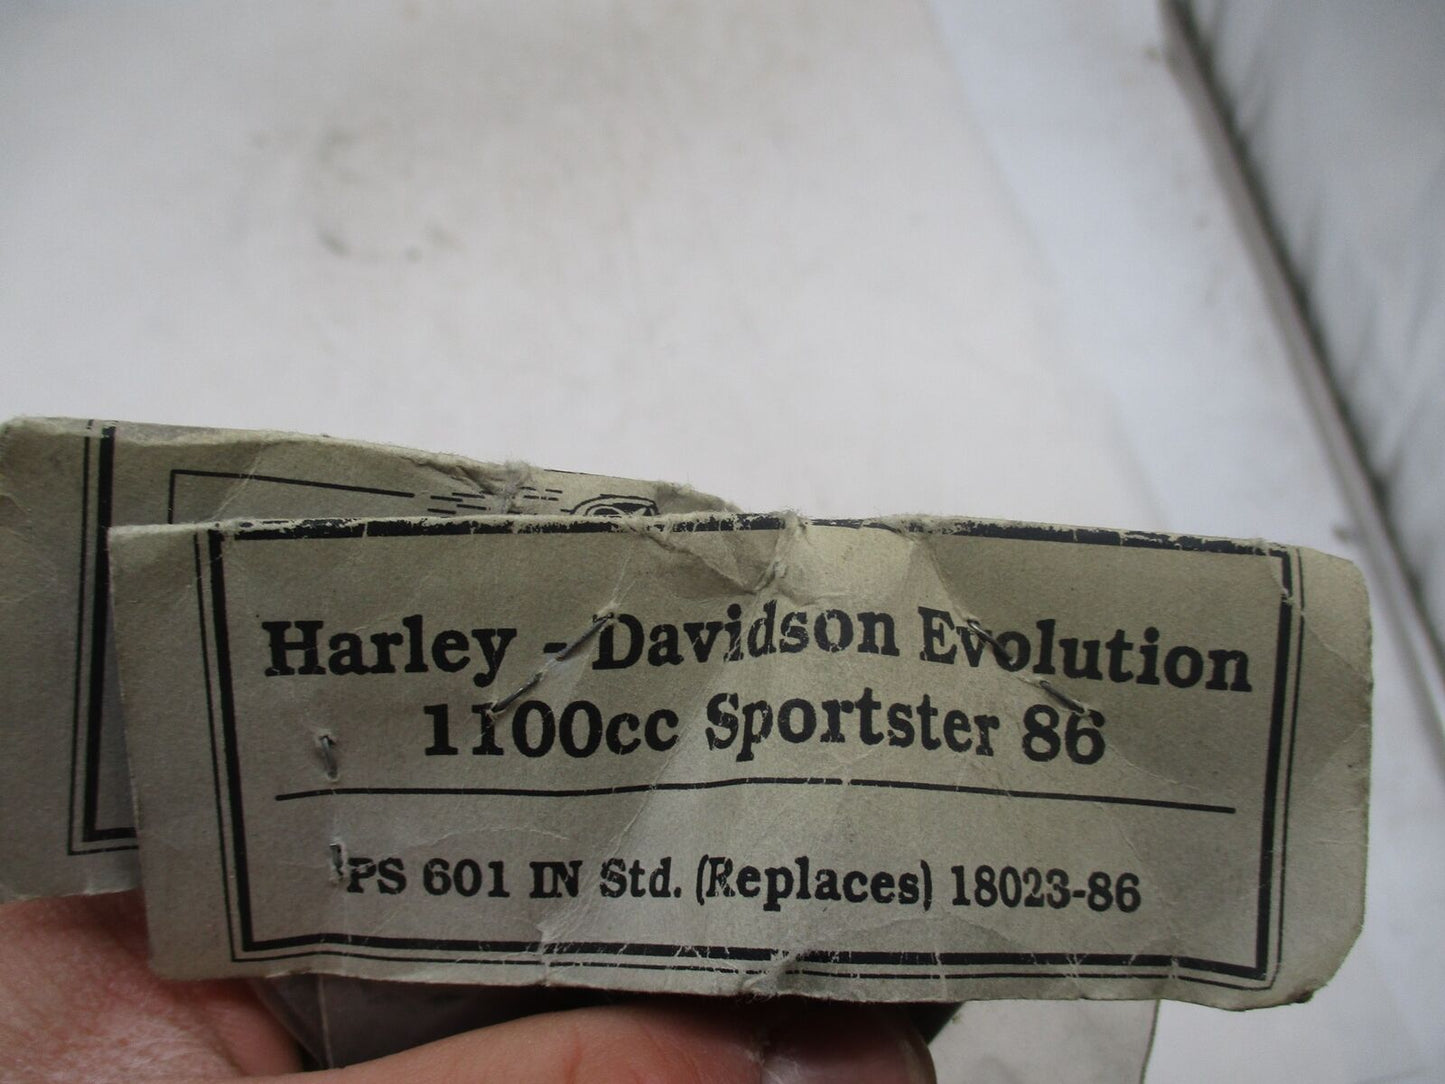 Harley - Davidson Evolution
1100cc Sportster 86
PS 601 IN Std. (Replaces) 18023-86